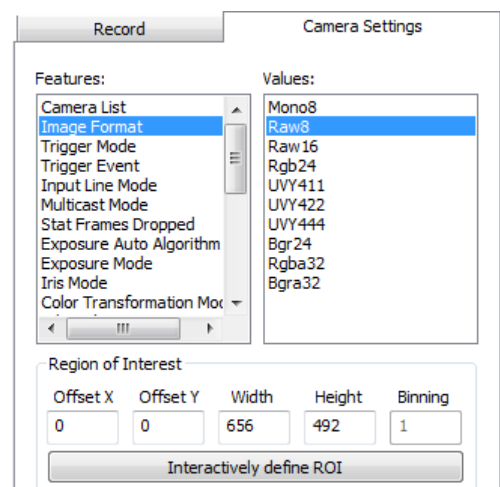 Record
Camera Settings
Features:
Camera List
Image Format
Trigger Mode
Trigger Event
Input Line Mode
Multicast Mode
Stat Frames Dropped
Exposure Auto Algorithm
Exposure Mode
Iris Mode
Color Transformation Mod
Values:
Mono8
Raw8
Raw16
Rgb24
UVY411
UVY422
UVY444
Bgr24
Rgba32
Bgra32
Region of Interest
Offset X Offset Y Width Height Binning
0 0 656 492 1
Interactively define ROI